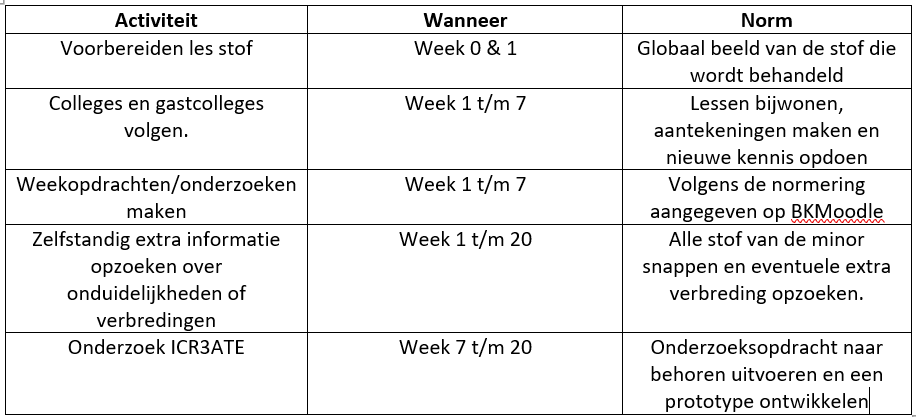 Activiteit Wanneer Norm
Voorbereiden les stof Week 0 & 1 Globaal beeld van de stof die
wordt behandeld
Colleges en gastcolleges Week 1 t/m 7 Lessen bijwonen,
volgen. aantekeningen maken en
nieuwe kennis opdoen
Weekopdrachten/onderzoeken Week 1 t/m 7 Volgens de normering
maken aangegeven op BKMoodle
Zelfstandig extra informatie Week 1 t/m 20 Alle stof van de minor
opzoeken over snappen en eventuele extra
onduidelijkheden of verbreding opzoeken.
verbredingen
Onderzoek ICR3ATE Week 7 t/m 20 Onderzoeksopdracht naar
behoren uitvoeren en een
prototype ontwikkelen